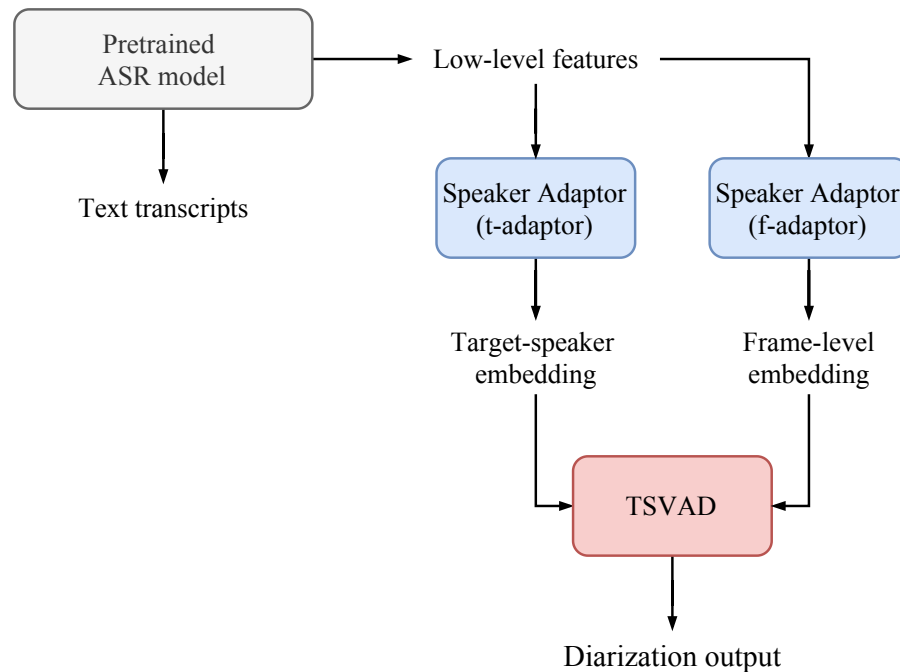 Pretrained
ASR model
Low-level features
Text transcripts
Speaker Adaptor
(t-adaptor)
Speaker Adaptor
(f-adaptor)
Target-speaker
embedding
Frame-level
embedding
TSVAD
Diarization output